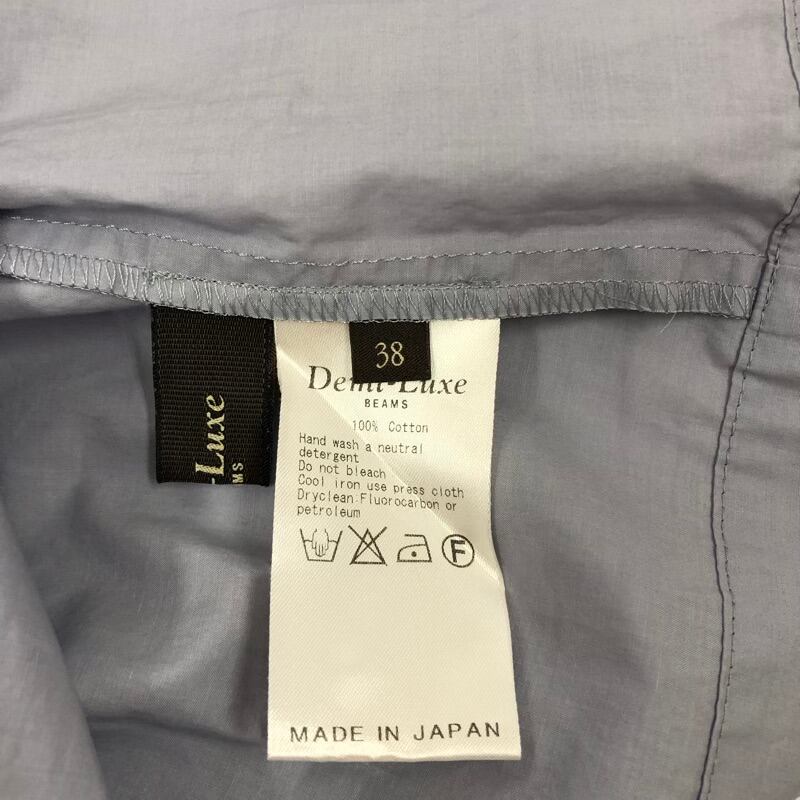 38
Demi-Luxe
BEAMS
100% Cotton
Hand wash a neutral
detergent
Do not bleach
Cool iron use press cloth
Dryclean:Fluorocarbon or
petroleum
F
MADE IN JAPAN
-Luxe
MS